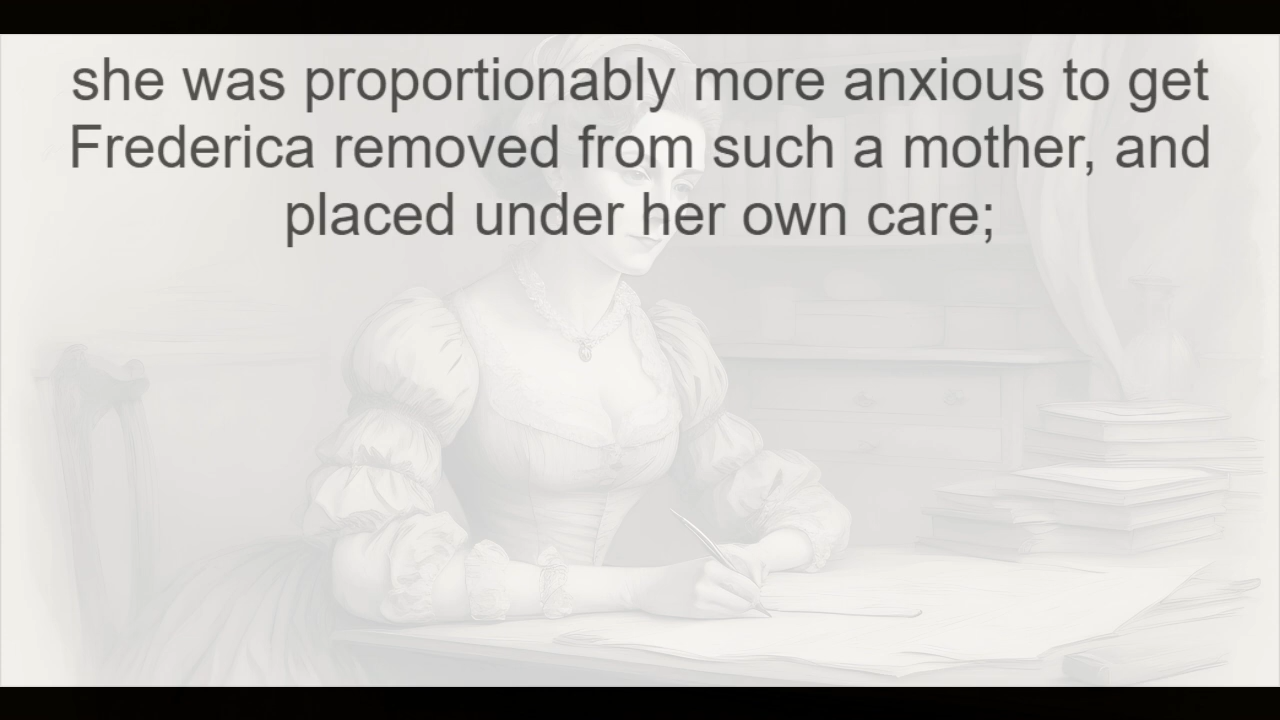 she was proportionably more anxious to get
Frederica removed from such a mother, and
placed under her own care;